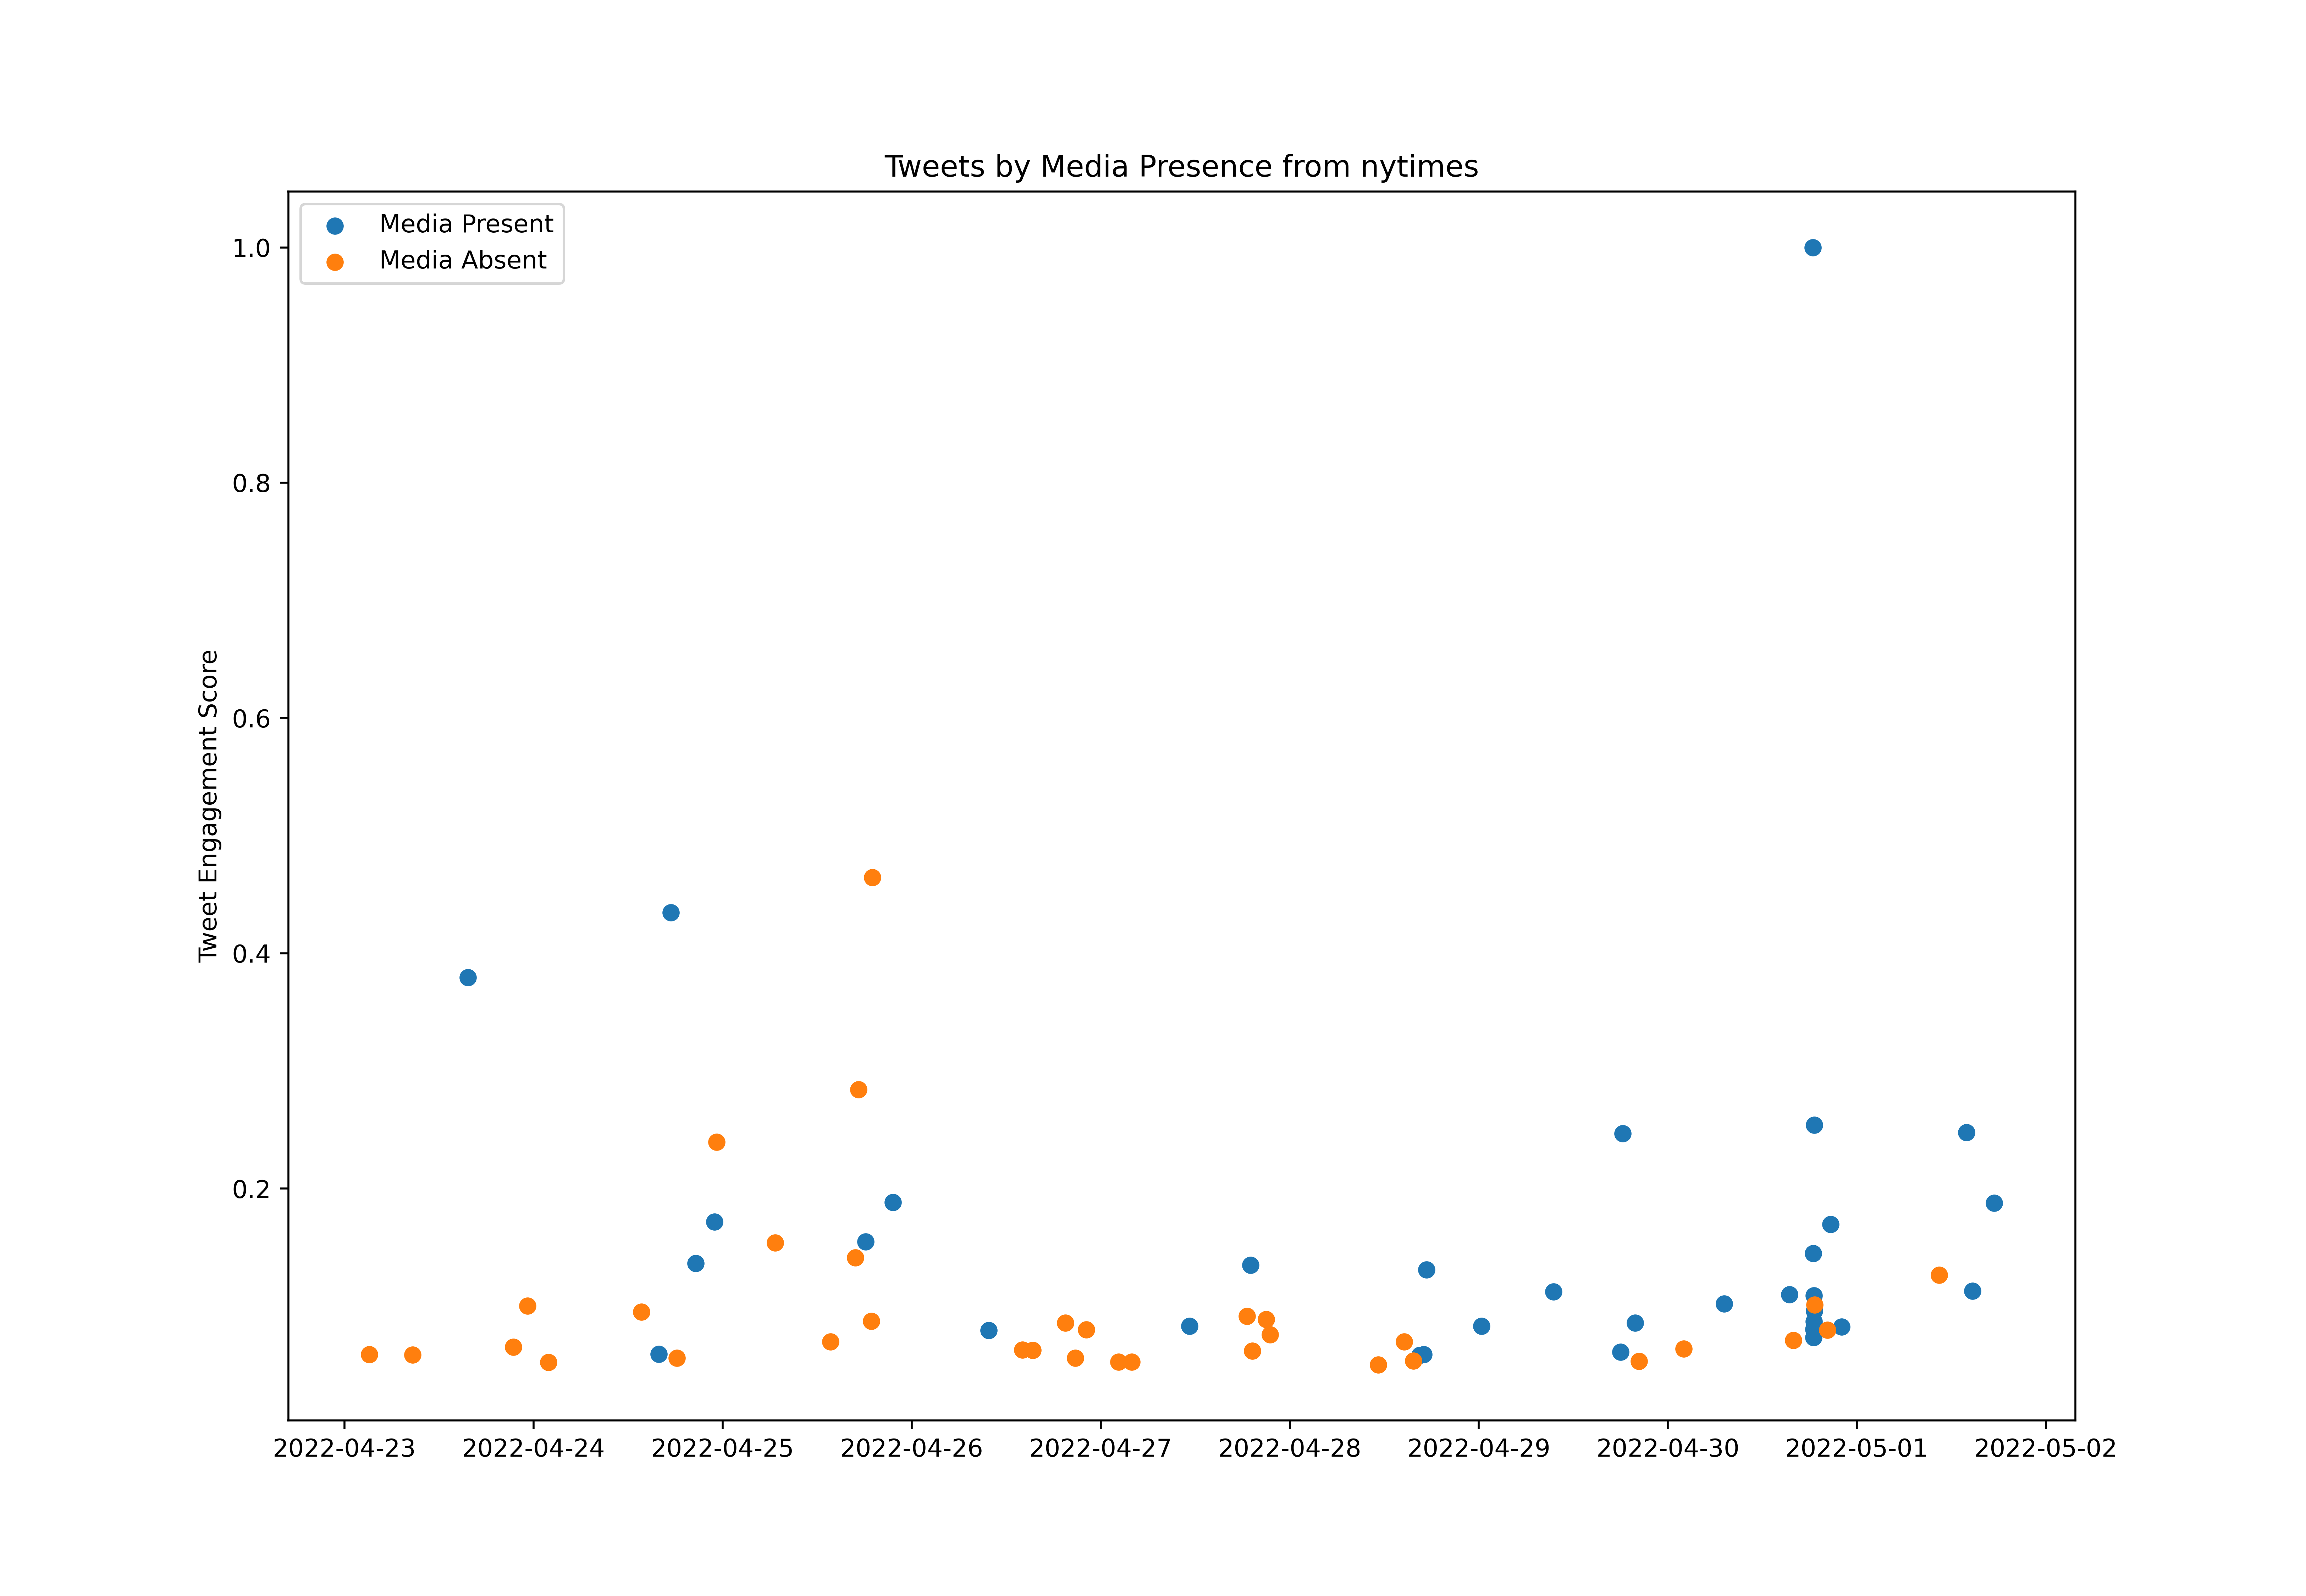 Tweets by Media Presence from nytimes
Media Present
Media Absent
1.0
0.8
0.6
0.4
0.2
Tweet Engagement Score
2022-04-23 2022-04-24 2022-04-25 2022-04-26 2022-04-27 2022-04-28 2022-04-29 2022-04-30 2022-05-01 2022-05-02